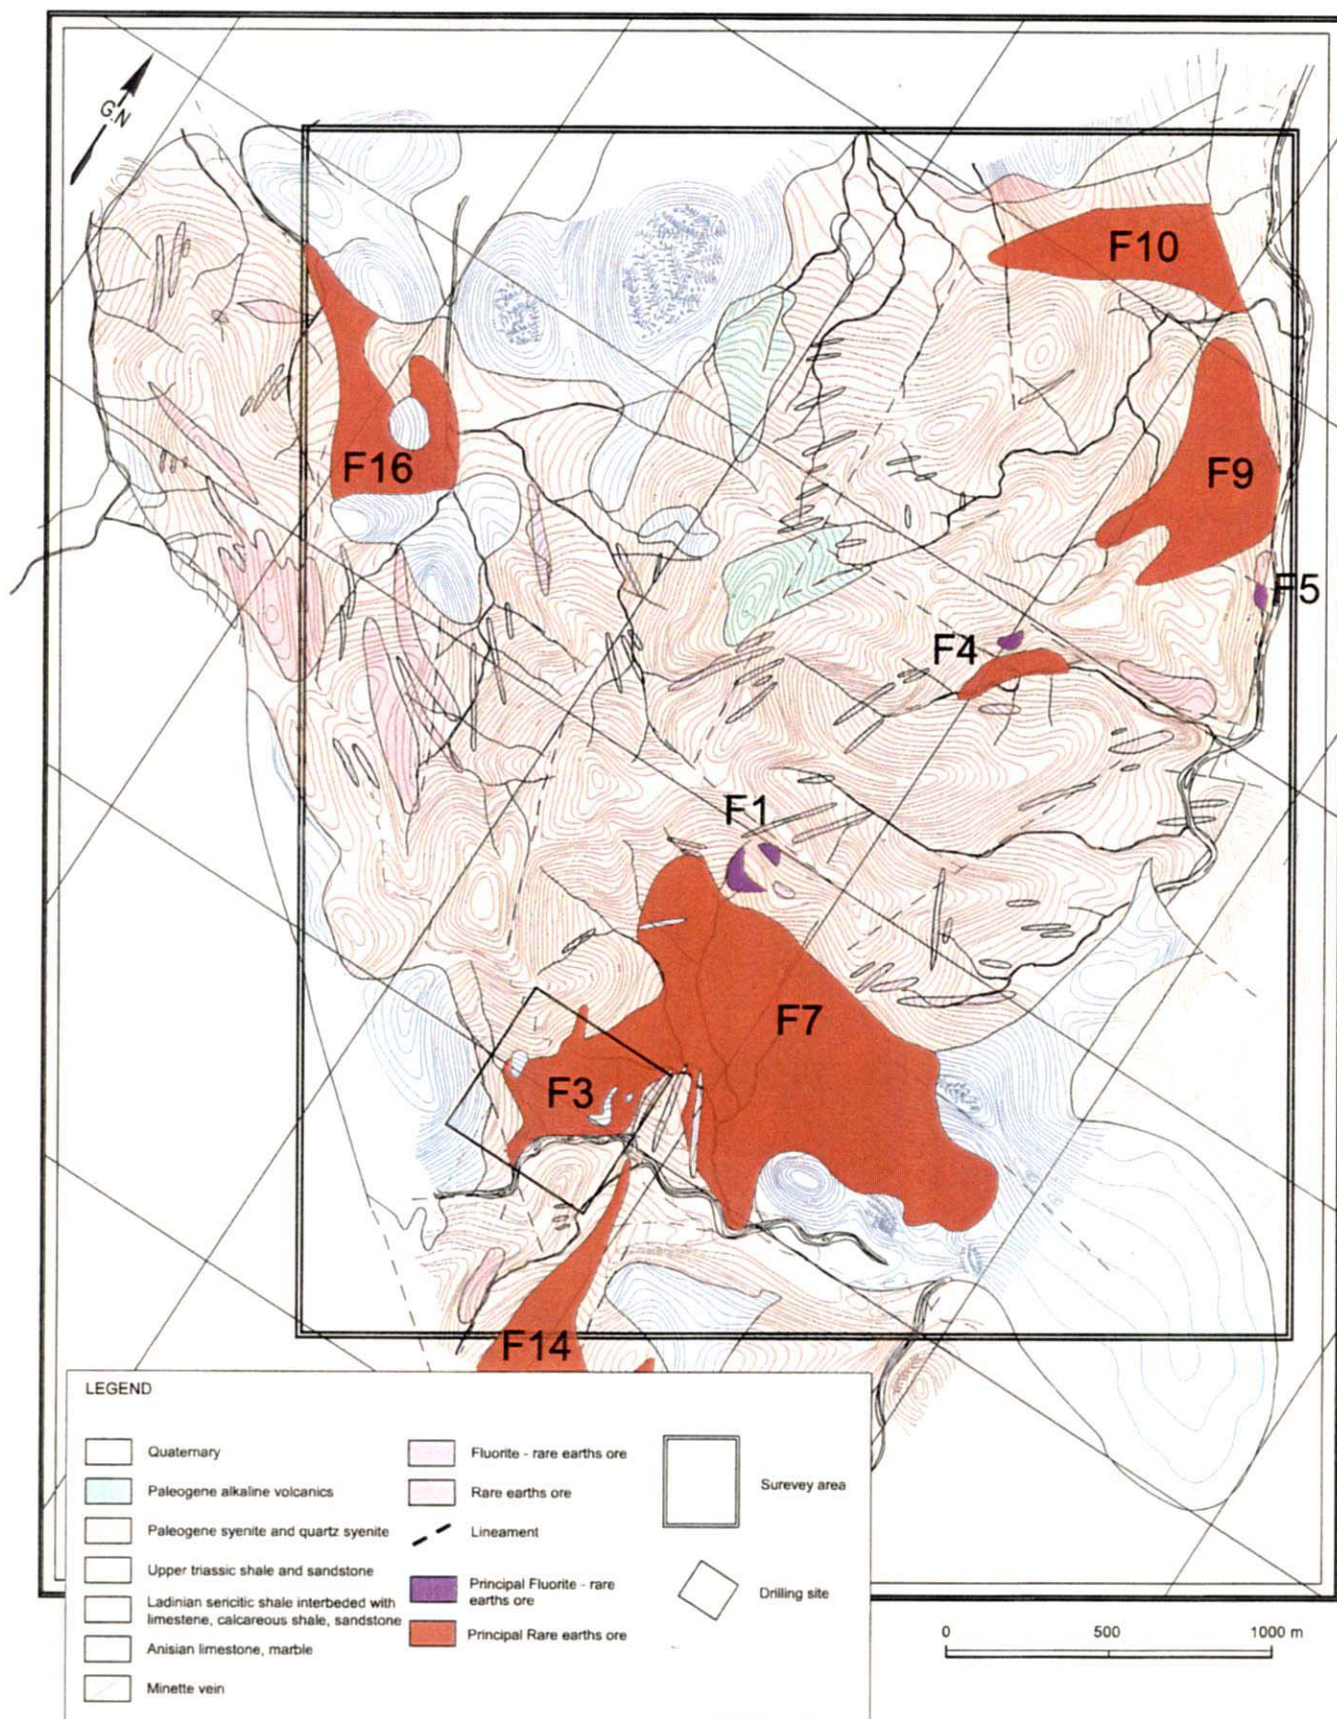 G.N
F10
F16
F9
F5
F4
F1
F7
F3
F14
LEGEND
Quaternary
Paleogene alkaline volcanics
Paleogene syenite and quartz syenite
Upper triassic shale and sandstone
Ladinian sericitic shale interbeded with
limestene, calcareous shale, sandstone
Anisian limestone, marble
Minette vein
Fluorite - rare earths ore
Rare earths ore
Lineament
Principal Fluorite - rare
earths ore
Principal Rare earths ore
Surevey area
Drilling site
0 500 1000 m